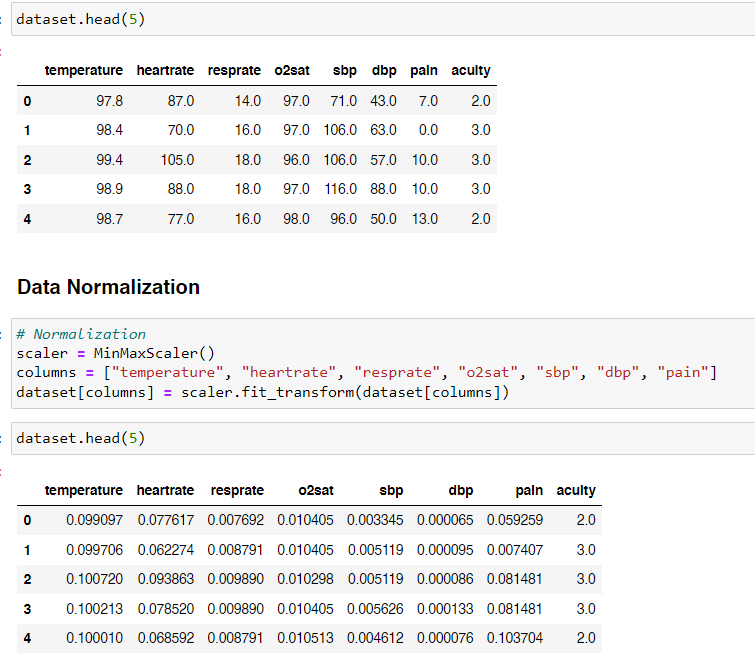 dataset.head(5)
temperature heartrate resprate o2sat sbp dbp pain acuity
0 97.8 87.0 14.0 97.0 71.0 43.0 7.0 2.0
1 98.4 70.0 16.0 97.0 106.0 63.0 0.0 3.0
2 99.4 105.0 18.0 96.0 106.0 57.0 10.0 3.0
3 98.9 88.0 18.0 97.0 116.0 88.0 10.0 3.0
4 98.7 77.0 16.0 98.0 96.0 50.0 13.0 2.0
Data Normalization
# Normalization
scaler = MinMaxScaler()
columns = ["temperature", "heartrate", "resprate", "o2sat", "sbp", "dbp", "pain"]
dataset[columns] = scaler.fit_transform(dataset[columns])
dataset.head(5)
temperature heartrate resprate o2sat sbp dbp pain acuity
0 0.099097 0.077617 0.007692 0.010405 0.003345 0.000065 0.059259 2.0
1 0.099706 0.062274 0.008791 0.010405 0.005119 0.000095 0.007407 3.0
2 0.100720 0.093863 0.009890 0.010298 0.005119 0.000086 0.081481 3.0
3 0.100213 0.078520 0.009890 0.010405 0.005626 0.000133 0.081481 3.0
4 0.100010 0.068592 0.008791 0.010513 0.004612 0.000076 0.103704 2.0